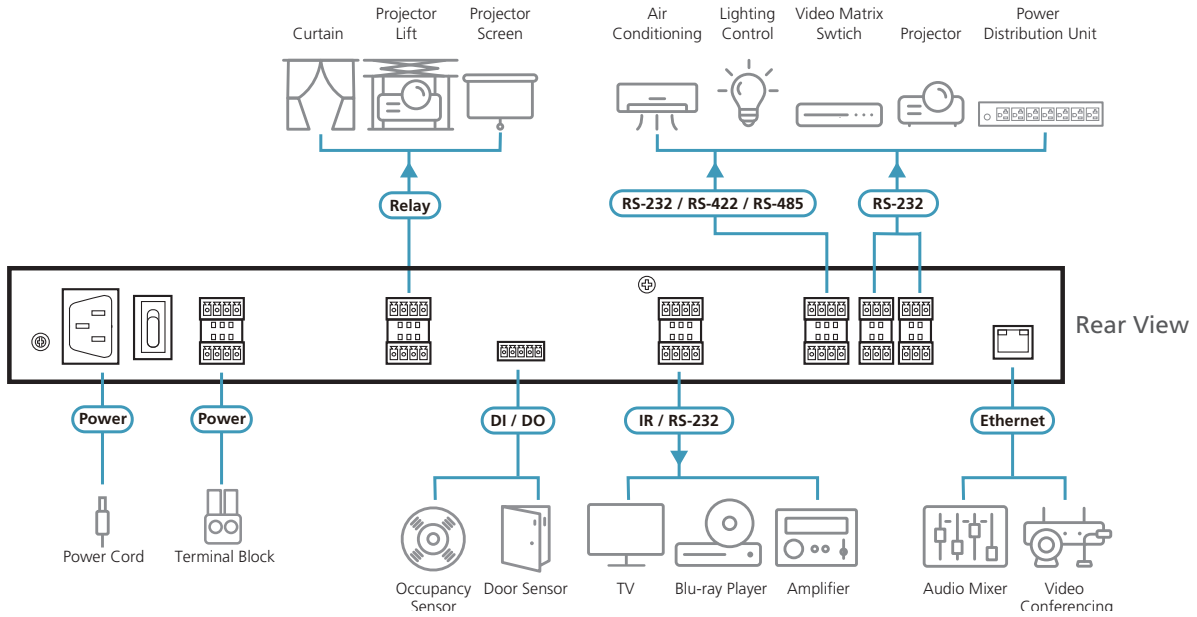 Curtain
Projector
Lift
Projector
Screen
Air
Conditioning
Lighting
Control
Video Matrix
Swtich
Projector
Power
Distribution Unit
Relay
RS-232 / RS-422 / RS-485
RS-232
Rear View
Power
Power
DI / DO
IR / RS-232
Ethernet
Power Cord
Terminal Block
Occupancy
Sensor
Door Sensor
TV
Blu-ray Player
Amplifier
Audio Mixer
Video
Conferencing